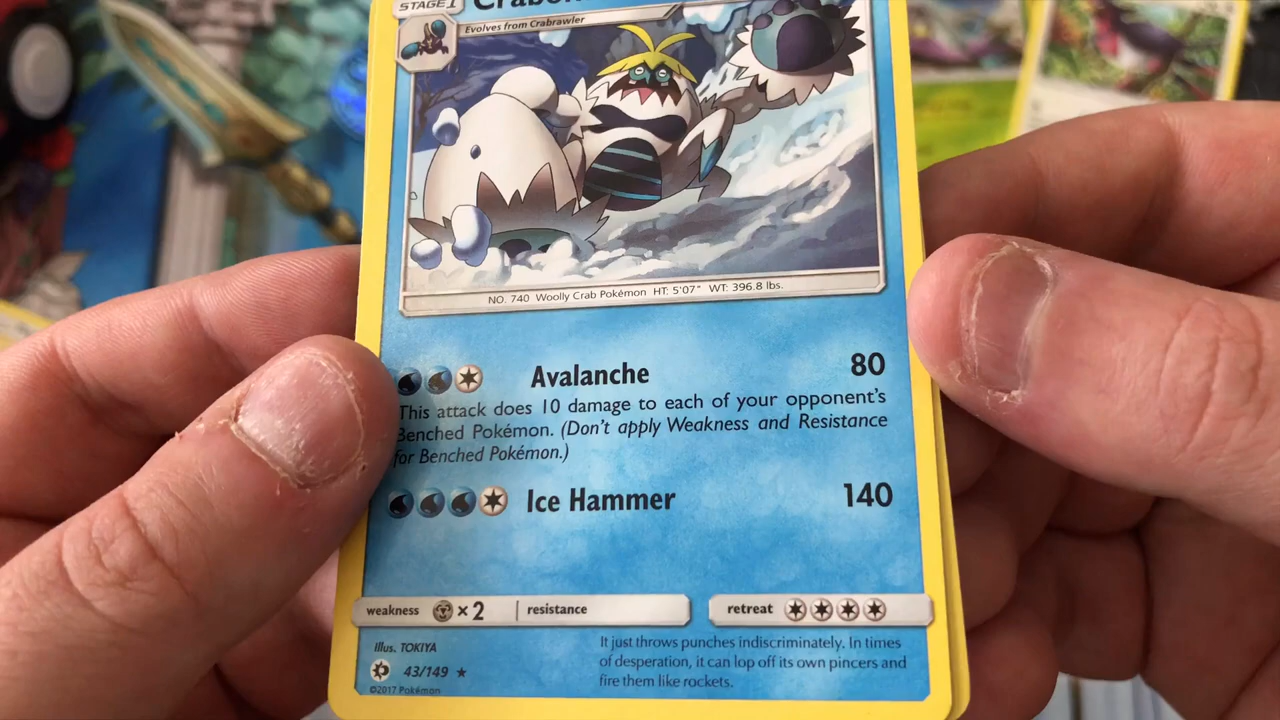 STAGE 1
Evolves from Crabrawler
NO. 740 Woolly Crab Pokémon HT: 5'07" WT: 396.8 lbs.
Avalanche 80
This attack does 10 damage to each of your opponent's
Benched Pokémon. (Don't apply Weakness and Resistance
for Benched Pokémon.)
Ice Hammer 140
weakness ×2 resistance retreat
Illus. TOKIYA
43/149 ★
©2017 Pokémon
It just throws punches indiscriminately. In times
of desperation, it can lop off its own pincers and
fire them like rockets.